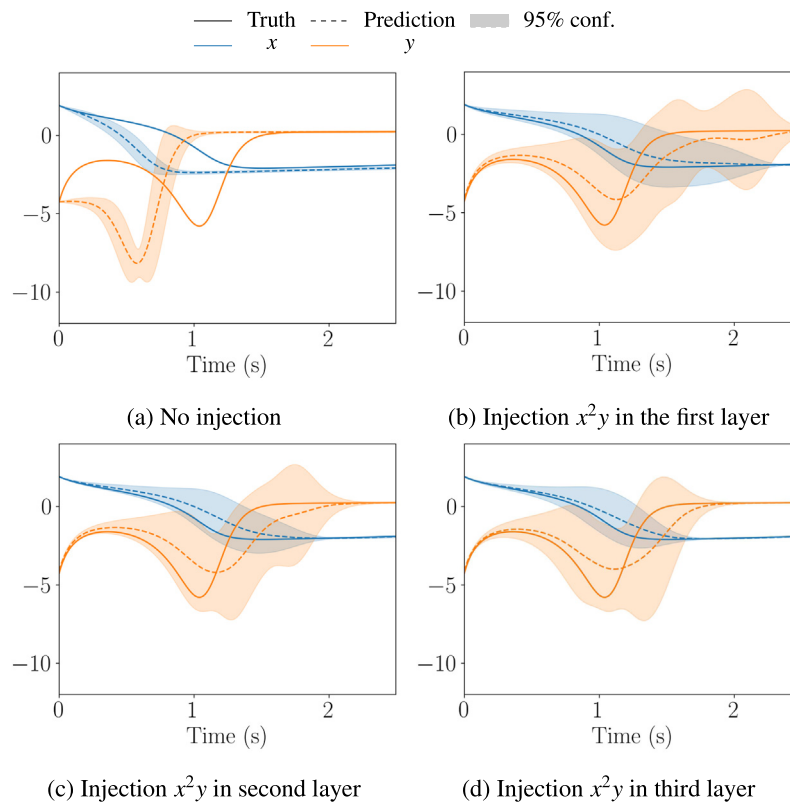 Truth Prediction 95% conf.
x y
0
−5
−10
0 1 2
Time (s)
(a) No injection
0
−5
−10
0 1 2
Time (s)
(b) Injection x²y in the first layer
0
−5
−10
0 1 2
Time (s)
(c) Injection x²y in second layer
0
−5
−10
0 1 2
Time (s)
(d) Injection x²y in third layer